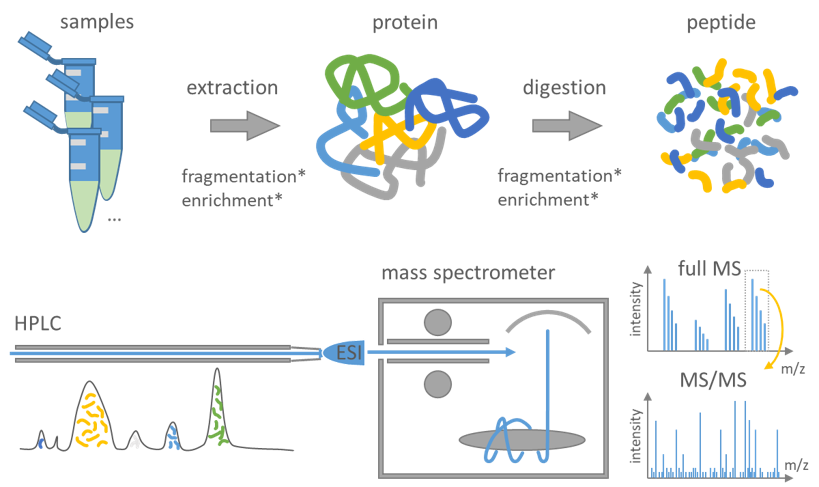 samples
protein
peptide
extraction
digestion
fragmentation*
enrichment*
fragmentation*
enrichment*
...
mass spectrometer
full MS
intensity
m/z
HPLC
ESI
MS/MS
intensity
m/z